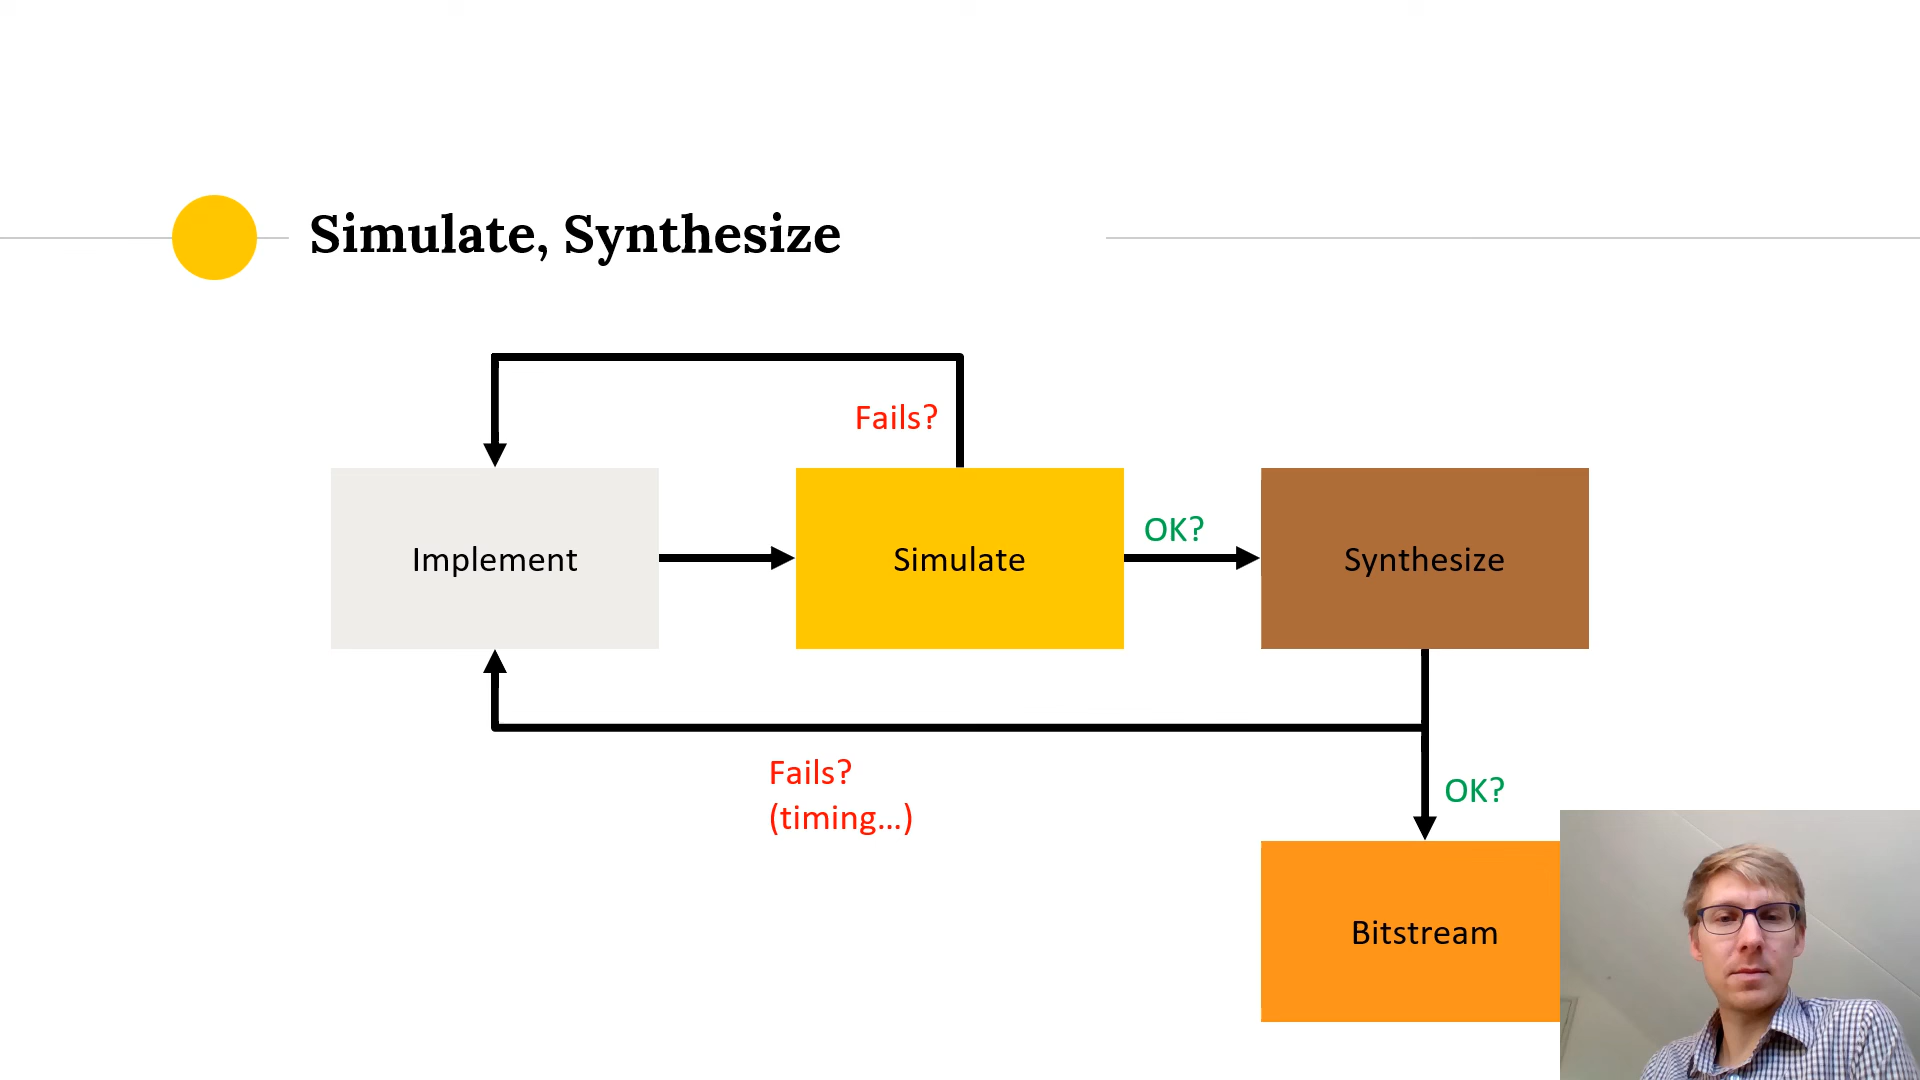 Simulate, Synthesize
Fails?
Implement
Simulate
OK?
Synthesize
Fails?
(timing...)
OK?
Bitstream